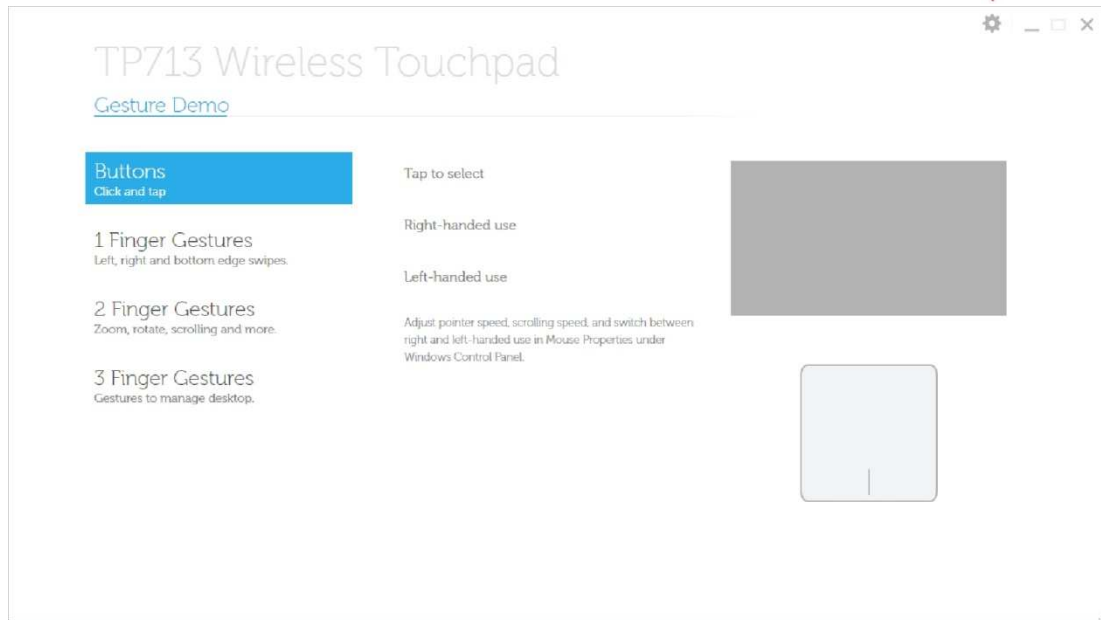 TP713 Wireless Touchpad
Gesture Demo
Buttons
Click and tap
1 Finger Gestures
Left, right and bottom edge swipes.
2 Finger Gestures
Zoom, rotate, scrolling and more.
3 Finger Gestures
Gestures to manage desktop.
Tap to select
Right-handed use
Left-handed use
Adjust pointer speed, scrolling speed, and switch between
right and left-handed use in Mouse Properties under
Windows Control Panel.